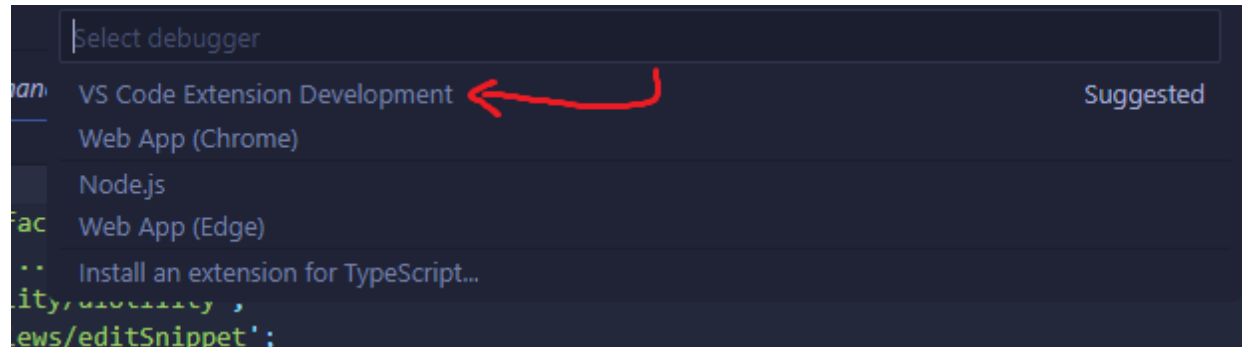 Select debugger
VS Code Extension Development
Suggested
Web App (Chrome)
Node.js
Web App (Edge)
Install an extension for TypeScript...
ews/editSnippet';